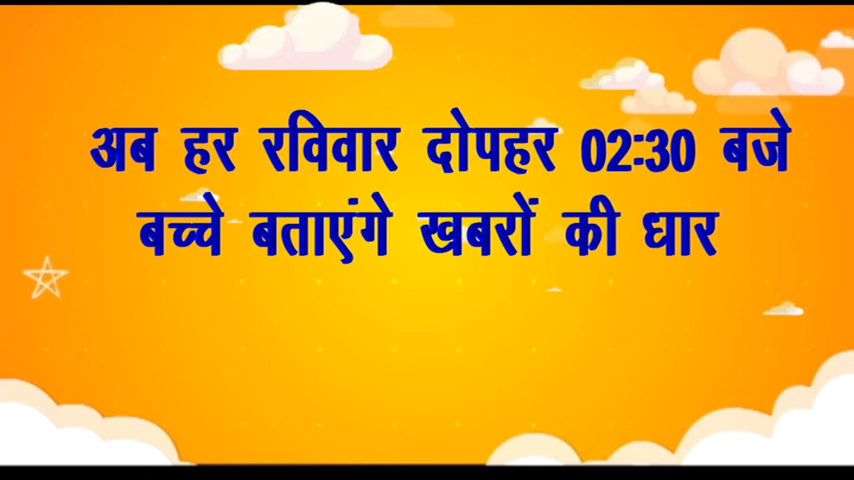 अब हर रविवार दोपहर 02:30 बजे
बच्चे बताएंगे खबरों की धार